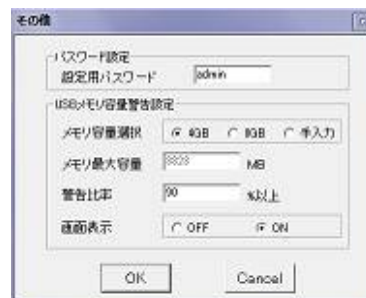 その他
パスワード設定
設定用パスワード admin
USBメモリ容量警告設定
メモリ容量選択 4GB 8GB 手入力
メモリ最大容量 MB
警告比率 90 %以上
画面表示 OFF ON
OK Cancel